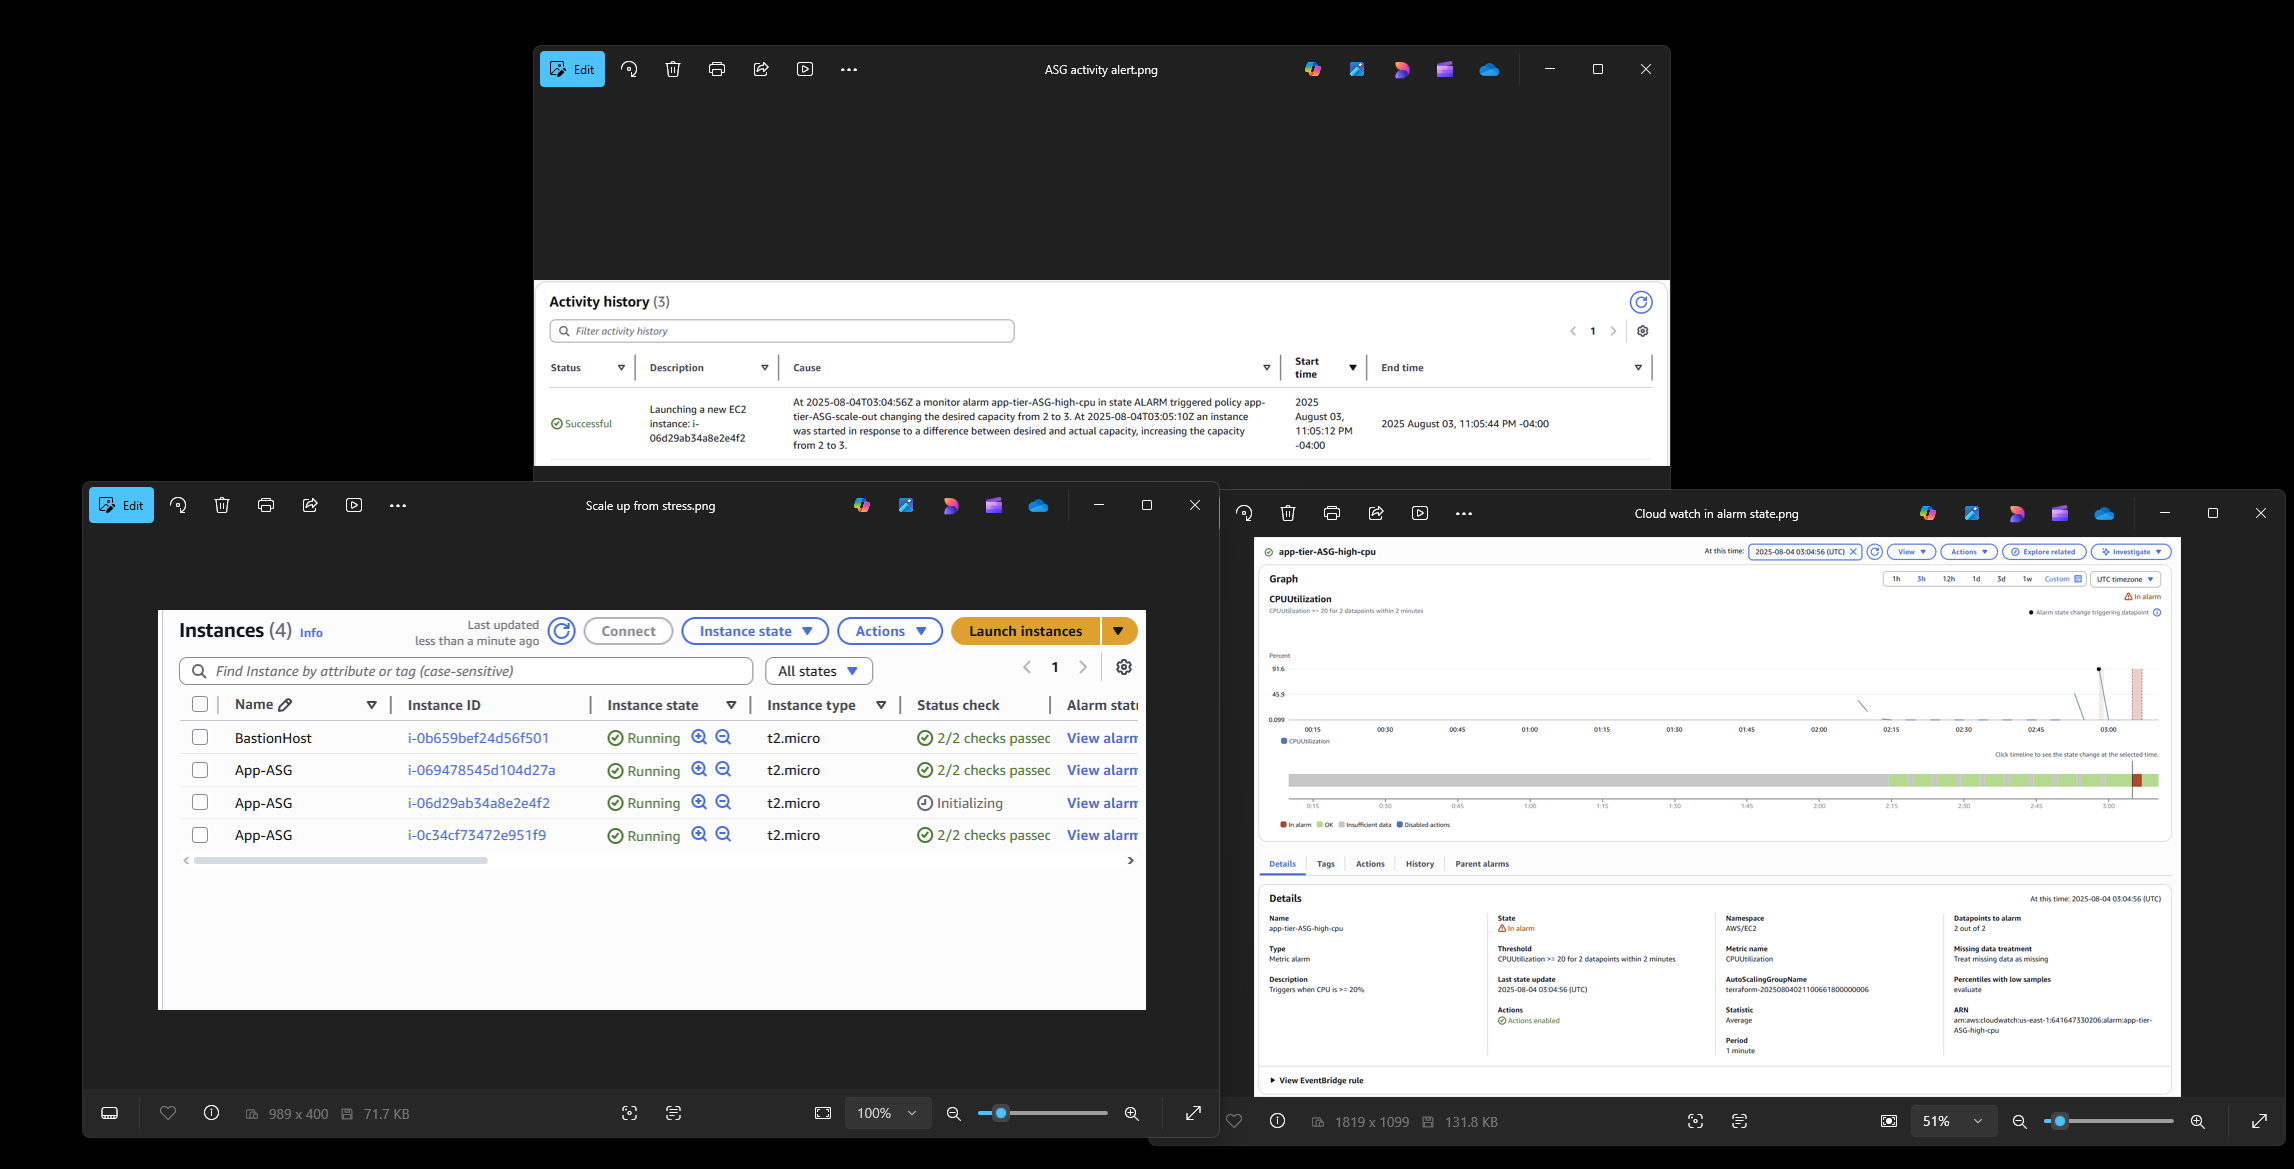 Edit
ASG activity alert.png
Activity history (3)
Filter activity history
1
Status
Description
Cause
Start time
End time
Successful
Launching a new EC2 instance: i-06d29ab34a8e2e4f2
At 2025-08-04T03:04:56Z a monitor alarm app-tier-ASG-high-cpu in state ALARM triggered policy app-
tier-ASG-scale-out changing the desired capacity from 2 to 3. At 2025-08-04T03:05:10Z an instance
was started in response to a difference between desired and actual capacity, increasing the capacity
from 2 to 3.
2025 August 03, 11:05:12 PM -04:00
2025 August 03, 11:05:44 PM -04:00
Edit
Scale up from stress.png
Instances (4) Info
Last updated
less than a minute ago
Connect
Instance state
Actions
Launch instances
Find Instance by attribute or tag (case-sensitive)
All states
1
Name
Instance ID
Instance state
Instance type
Status check
Alarm stat
BastionHost i-0b659bef24d56f501 Running t2.micro 2/2 checks passec View alarm
App-ASG i-069478545d104d27a Running t2.micro 2/2 checks passec View alarm
App-ASG i-06d29ab34a8e2e4f2 Running t2.micro Initializing View alarm
App-ASG i-0c34cf73472e951f9 Running t2.micro 2/2 checks passec View alarm
989 x 400
71.7 KB
100%
Cloud watch in alarm state.png
app-tier-ASG-high-cpu
At this time: 2025-08-04 03:04:56 (UTC)
View
Actions
Explore related
Investigate
Graph
1h 3h 12h 1d 3d 1w Custom UTC timezone
CPUUtilization
In alarm
CPUUtilization >= 20 for 2 datapoints within 2 minutes
Alarm state change triggering datapoint
Percent
91.6
45.9
0.099
00:15 00:30 00:45 01:00 01:15 01:30 01:45 02:00 02:15 02:30 02:45 03:00
CPUUtilization
Click timeline to see the state change at the selected time.
0:15 0:30 0:45 1:00 1:15 1:30 1:45 2:00 2:15 2:30 2:45 3:00
In alarm OK Insufficient data Disabled actions
Details Tags Actions History Parent alarms
Details
At this time: 2025-08-04 03:04:56 (UTC)
Name
app-tier-ASG-high-cpu
Type
Metric alarm
Description
Triggers when CPU is >= 20%
State
In alarm
Threshold
CPUUtilization >= 20 for 2 datapoints within 2 minutes
Last state update
2025-08-04 03:04:56 (UTC)
Actions
Actions enabled
Namespace
AWS/EC2
Metric name
CPUUtilization
AutoScalingGroupName
terraform-20250804021100661800000006
Statistic
Average
Period
1 minute
Datapoints to alarm
2 out of 2
Missing data treatment
Treat missing data as missing
Percentiles with low samples
evaluate
ARN
arn:aws:cloudwatch:us-east-1:641647330206:alarm:app-tier-
ASG-high-cpu
View EventBridge rule
1819 x 1099
131.8 KB
51%